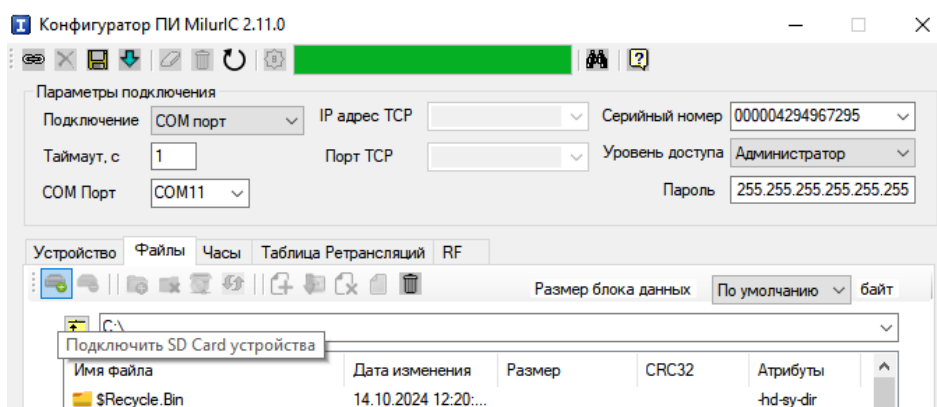 Конфигуратор ПИ MilurIC 2.11.0
Параметры подключения
Подключение COM порт IP адрес TCP Серийный номер 000004294967295
Таймаут, с 1 Порт TCP Уровень доступа Администратор
COM Порт COM11 Пароль 255.255.255.255.255.255
Устройство Файлы Часы Таблица Ретрансляций RF
Размер блока данных По умолчанию байт
C:\
Подключить SD Card устройства
Имя файла Дата изменения Размер CRC32 Атрибуты
$Recycle.Bin 14.10.2024 12:20:... -hd-sy-dir